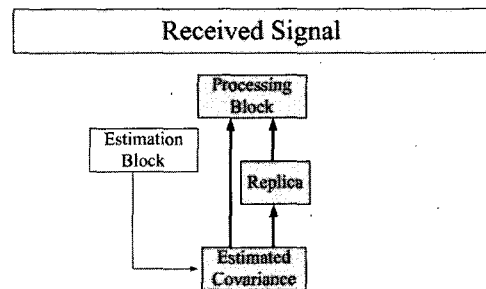 Received Signal
Processing
Block
Estimation
Block
Replica
Estimated
Covariance